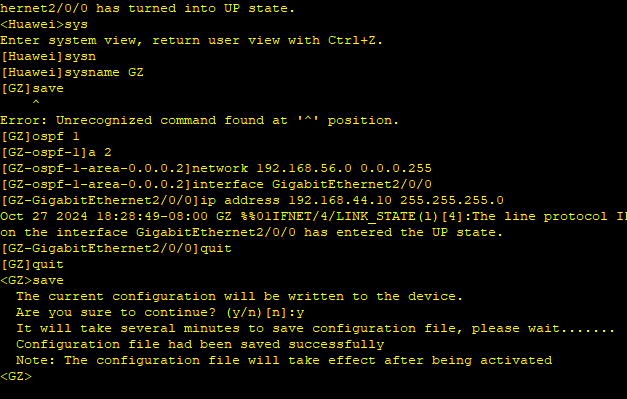 hernet2/0/0 has turned into UP state.
<Huawei>sys
Enter system view, return user view with Ctrl+Z.
[Huawei]sysn
[Huawei]sysname GZ
[GZ]save
    ^
Error: Unrecognized command found at '^' position.
[GZ]ospf 1
[GZ-ospf-1]a 2
[GZ-ospf-1-area-0.0.0.2]network 192.168.56.0 0.0.0.255
[GZ-ospf-1-area-0.0.0.2]interface GigabitEthernet2/0/0
[GZ-GigabitEthernet2/0/0]ip address 192.168.44.10 255.255.255.0
Oct 27 2024 18:28:49-08:00 GZ %%01IFNET/4/LINK_STATE(l)[4]:The line protocol I
on the interface GigabitEthernet2/0/0 has entered the UP state.
[GZ-GigabitEthernet2/0/0]quit
[GZ]quit
<GZ>save
  The current configuration will be written to the device.
  Are you sure to continue? (y/n)[n]:y
  It will take several minutes to save configuration file, please wait.......
  Configuration file had been saved successfully
  Note: The configuration file will take effect after being activated
<GZ>